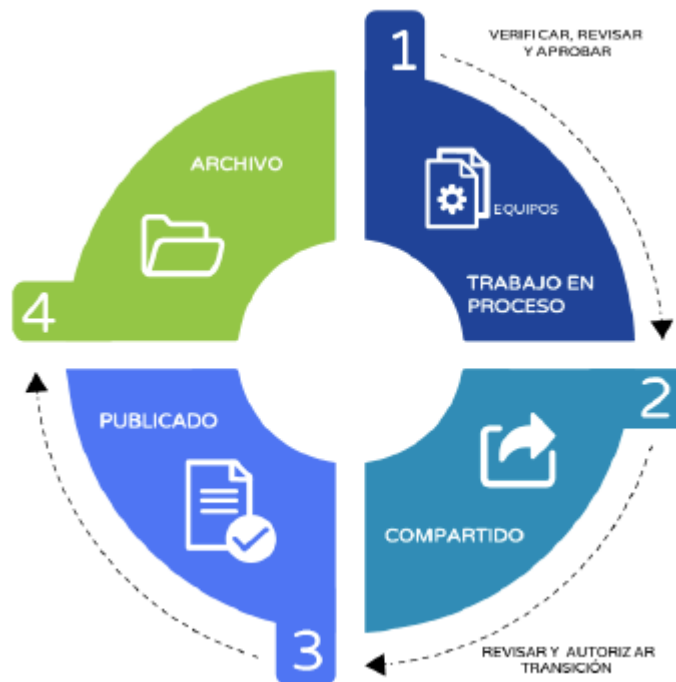 1
VERIFICAR, REVISAR
Y APROBAR
ARCHIVO
EQUIPOS
TRABAJO EN
PROCESO
4
2
PUBLICADO
COMPARTIDO
3
REVISAR Y AUTORIZAR
TRANSICIÓN